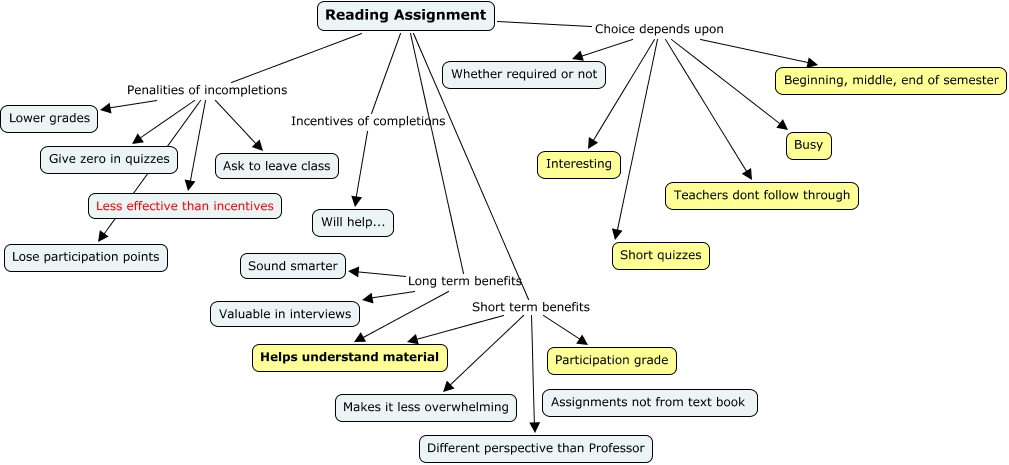 Reading Assignment
Choice depends upon
Whether required or not
Beginning, middle, end of semester
Penalities of incompletions
Lower grades
Incentives of completions
Busy
Give zero in quizzes
Ask to leave class
Interesting
Teachers dont follow through
Less effective than incentives
Will help...
Lose participation points
Short quizzes
Sound smarter
Long term benefits
Valuable in interviews
Short term benefits
Helps understand material
Participation grade
Makes it less overwhelming
Assignments not from text book
Different perspective than Professor